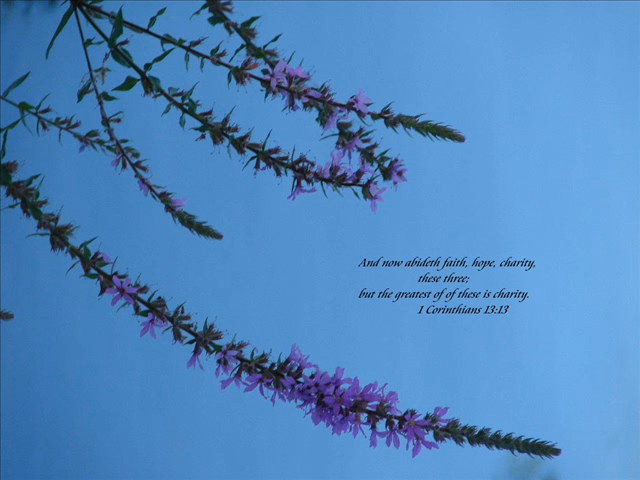 And now abideth faith, hope, charity,
these three;
but the greatest of of these is charity.
1 Corinthians 13:13